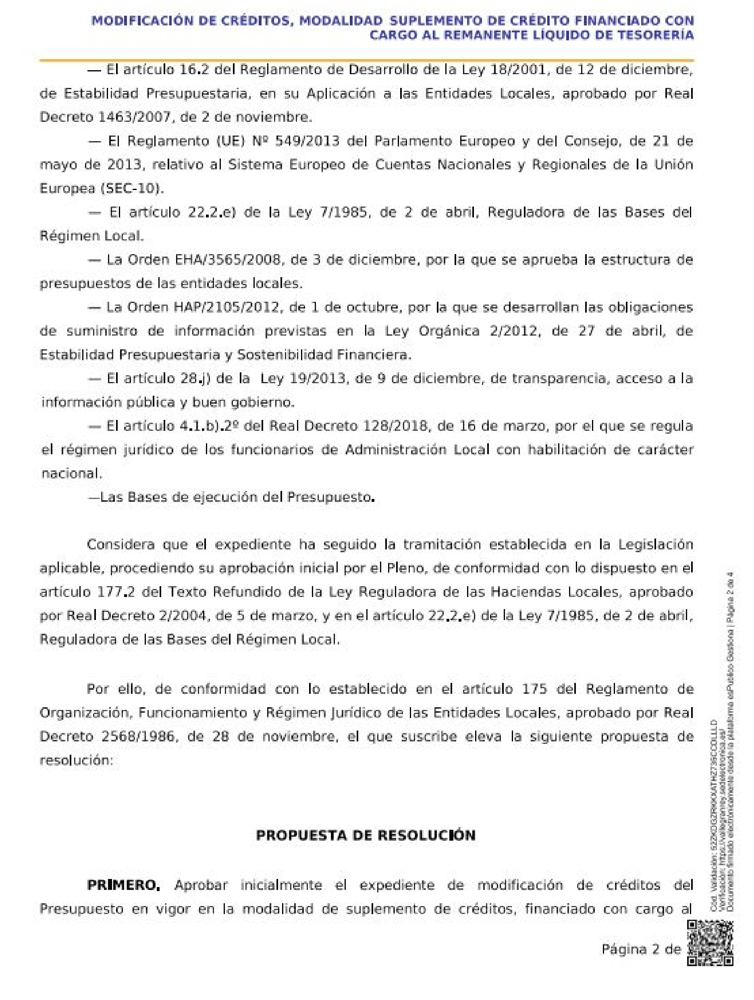 MODIFICACIÓN DE CRÉDITOS, MODALIDAD SUPLEMENTO DE CRÉDITO FINANCIADO CON
CARGO AL REMANENTE LÍQUIDO DE TESORERÍA
— El artículo 16.2 del Reglamento de Desarrollo de la Ley 18/2001, de 12 de diciembre,
de Estabilidad Presupuestaria, en su Aplicación a las Entidades Locales, aprobado por Real
Decreto 1463/2007, de 2 de noviembre.
— El Reglamento (UE) Nº 549/2013 del Parlamento Europeo y del Consejo, de 21 de
mayo de 2013, relativo al Sistema Europeo de Cuentas Nacionales y Regionales de la Unión
Europea (SEC-10).
— El artículo 22.2.e) de la Ley 7/1985, de 2 de abril, Reguladora de las Bases del
Régimen Local.
— La Orden EHA/3565/2008, de 3 de diciembre, por la que se aprueba la estructura de
presupuestos de las entidades locales.
— La Orden HAP/2105/2012, de 1 de octubre, por la que se desarrollan las obligaciones
de suministro de información previstas en la Ley Orgánica 2/2012, de 27 de abril, de
Estabilidad Presupuestaria y Sostenibilidad Financiera.
— El artículo 28.j) de la Ley 19/2013, de 9 de diciembre, de transparencia, acceso a la
información pública y buen gobierno.
— El artículo 4.1.b).2º del Real Decreto 128/2018, de 16 de marzo, por el que se regula
el régimen jurídico de los funcionarios de Administración Local con habilitación de carácter
nacional.
—Las Bases de ejecución del Presupuesto.
Considera que el expediente ha seguido la tramitación establecida en la Legislación
aplicable, procediendo su aprobación inicial por el Pleno, de conformidad con lo dispuesto en el
artículo 177.2 del Texto Refundido de la Ley Reguladora de las Haciendas Locales, aprobado
por Real Decreto 2/2004, de 5 de marzo, y en el artículo 22.2.e) de la Ley 7/1985, de 2 de abril,
Reguladora de las Bases del Régimen Local.
Por ello, de conformidad con lo establecido en el artículo 175 del Reglamento de
Organización, Funcionamiento y Régimen Jurídico de las Entidades Locales, aprobado por Real
Decreto 2568/1986, de 28 de noviembre, el que suscribe eleva la siguiente propuesta de
resolución:
PROPUESTA DE RESOLUCIÓN
PRIMERO. Aprobar inicialmente el expediente de modificación de créditos del
Presupuesto en vigor en la modalidad de suplemento de créditos, financiado con cargo al
Página 2 de
Cód. Validación:
Verificación: https://vallegranrey.sedelectronica.es/
Documento firmado electrónicamente desde la plataforma esPublico Gestiona | Página 2 de 4